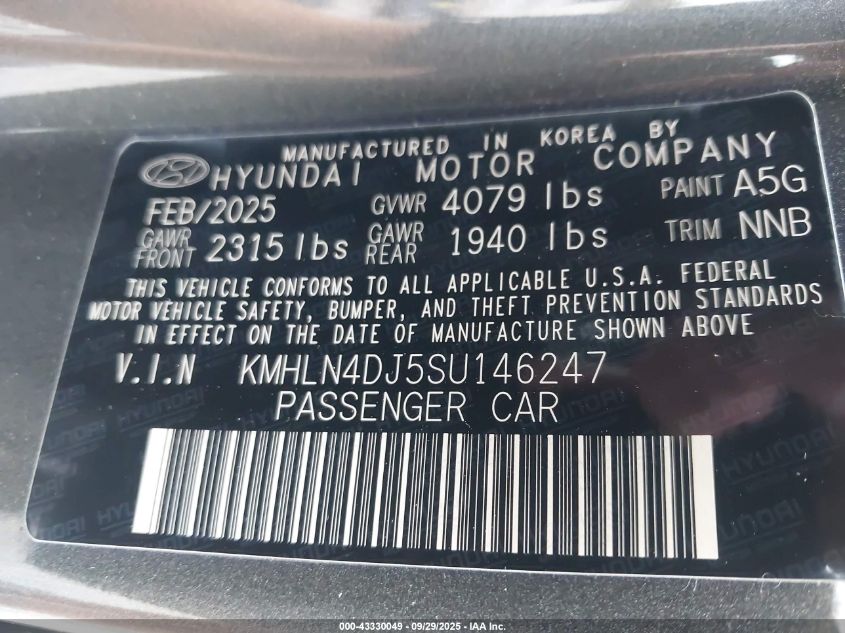 MANUFACTURED IN KOREA BY
HYUNDAI MOTOR COMPANY
FEB/2025 GVWR 4079 lbs PAINT A5G
GAWR FRONT 2315 lbs GAWR REAR 1940 lbs TRIM NNB
THIS VEHICLE CONFORMS TO ALL APPLICABLE U.S.A. FEDERAL
MOTOR VEHICLE SAFETY, BUMPER, AND THEFT PREVENTION STANDARDS
IN EFFECT ON THE DATE OF MANUFACTURE SHOWN ABOVE
V.I.N KMHLN4DJ5SU146247
PASSENGER CAR
000-43330049 - 09/29/2025 - IAA Inc.